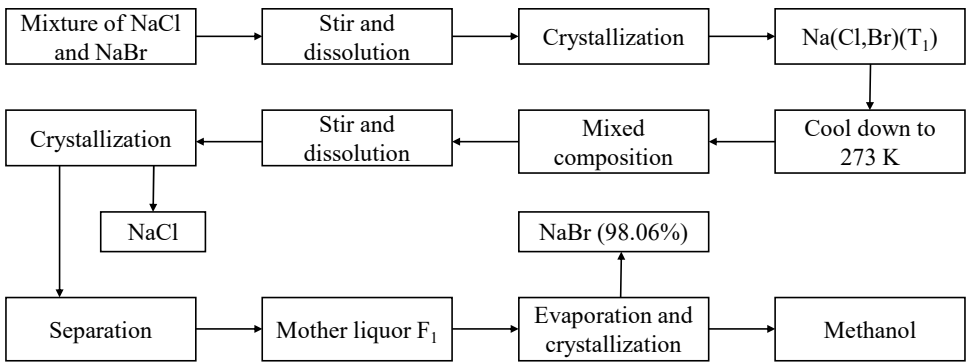 Mixture of NaCl
and NaBr
Stir and
dissolution
Crystallization
Na(Cl,Br)(T₁)
Cool down to
273 K
Mixed
composition
Stir and
dissolution
Crystallization
NaCl
NaBr (98.06%)
Separation
Mother liquor F₁
Evaporation and
crystallization
Methanol